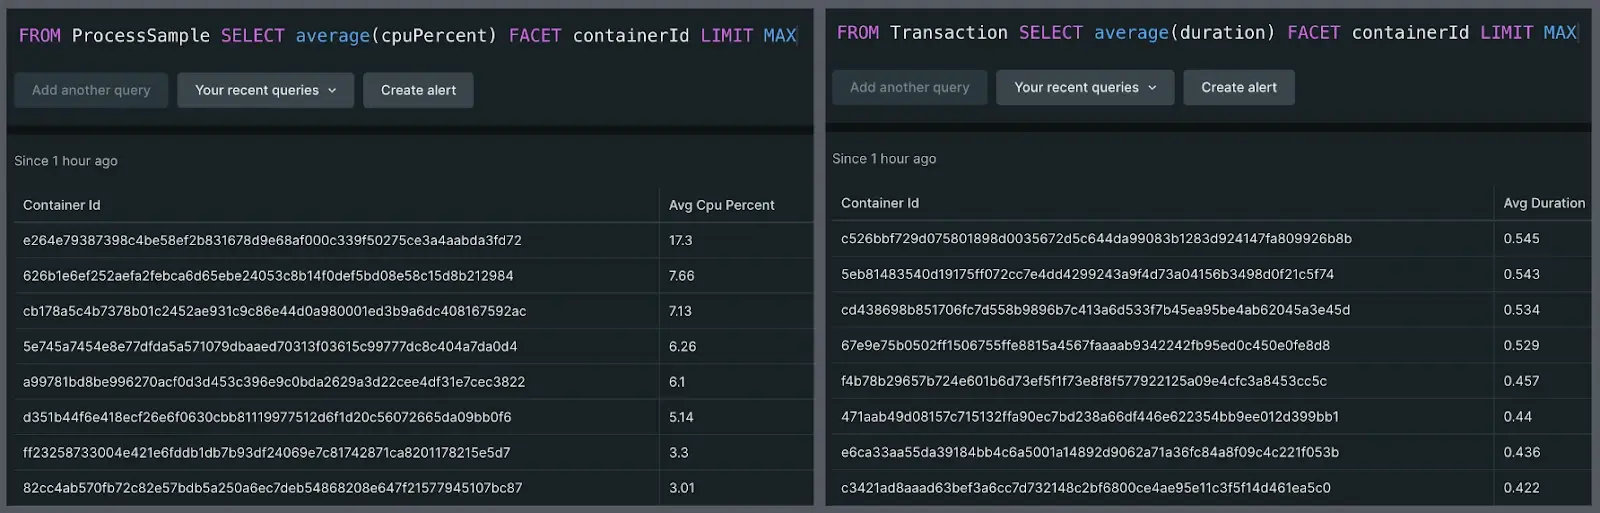 FROM ProcessSample SELECT average(cpuPercent) FACET containerId LIMIT MAX
Add another query Your recent queries Create alert
Since 1 hour ago
Container Id Avg Cpu Percent
e264e79387398c4be58ef2b831678d9e68af000c339f50275ce3a4aabda3fd72 17.3
626b1e6ef252aefa2febca6d65ebe24053c8b14f0def5bd08e58c15d8b212984 7.66
cb178a5c4b7378b01c2452ae931c9c86e44d0a980001ed3b9a6dc408167592ac 7.13
5e745a7454e8e77dfda5a571079dbaaed70313f03615c99777dc8c404a7da0d4 6.26
a99781bd8be996270acf0d3d453c396e9c0bda2629a3d22cee4df31e7cec3822 6.1
d351b44f6e418ecf26e6f0630cbb81119977512d6f1d20c56072665da09bb0f6 5.14
ff23258733004e421e6fddb1db7b93df24069e7c81742871ca8201178215e5d7 3.3
82cc4ab570fb72c82e57bdb5a250a6ec7deb54868208e647f21577945107bc87 3.01
FROM Transaction SELECT average(duration) FACET containerId LIMIT MAX
Add another query Your recent queries Create alert
Since 1 hour ago
Container Id Avg Duration
c526bbf729d075801898d0035672d5c644da99083b1283d924147fa809926b8b 0.545
5eb81483540d19175ff072cc7e4dd4299243a9f4d73a04156b3498d0f21c5f74 0.543
cd438698b851706fc7d558b9896b7c413a6d533f7b45ea95be4ab62045a3e45d 0.534
67e9e75b0502ff1506755ffe8815a4567faaaab9342242fb95ed0c450e0fe8d8 0.529
f4b78b29657b724e601b6d73ef5f1f73e8f8f577922125a09e4cfc3a8453cc5c 0.457
471aab49d08157c715132ffa90ec7bd238a66df446e622354bb9ee012d399bb1 0.44
e6ca33aa55da39184bb4c6a5001a14892d9062a71a36fc84a8f09c4c221f053b 0.436
c3421ad8aaad63bef3a6cc7d732148c2bf6800ce4ae95e11c3f5f14d461ea5c0 0.422